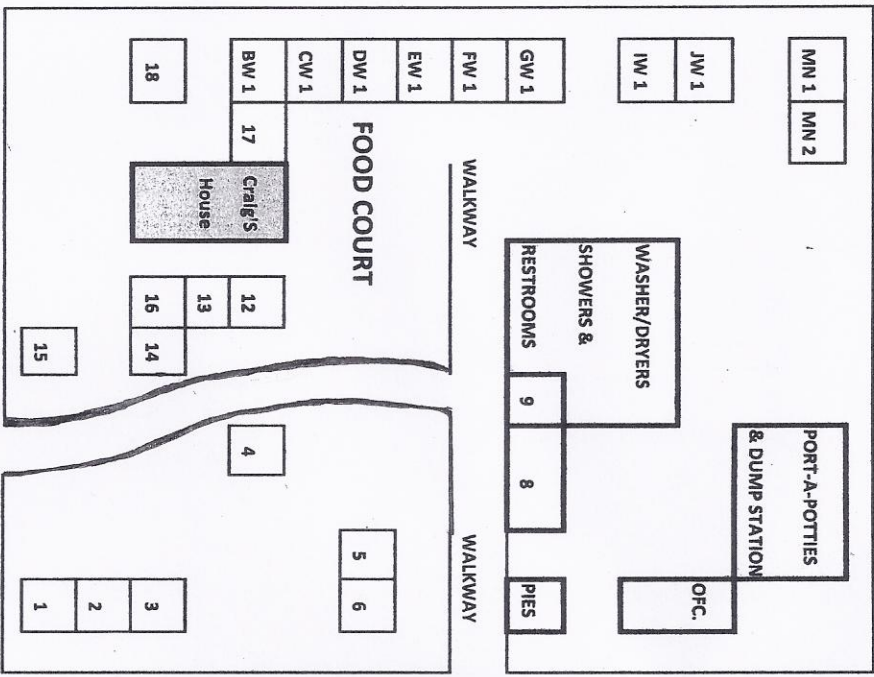 MN 1
MN 2
PORT-A-POTTIES
& DUMP STATION
JW 1
IW 1
OFC.
WASHER/DRYERS
SHOWERS &
RESTROOMS
9
8
PIES
GW 1
FW 1
EW 1
DW 1
CW 1
BW 1
WALKWAY
WALKWAY
FOOD COURT
5
6
17
Craig'S
House
12
13
16
14
4
18
3
2
1
15